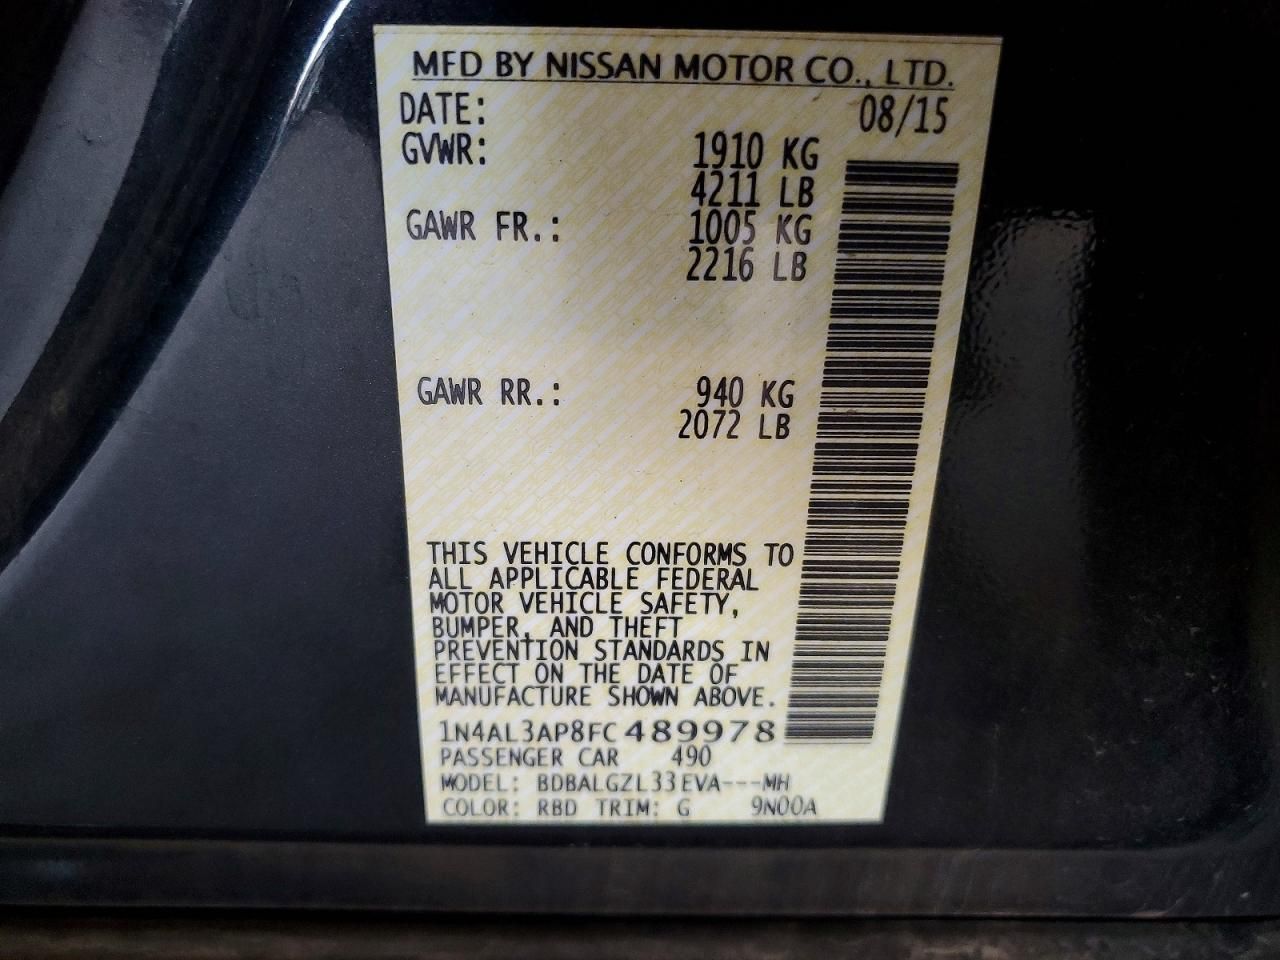 MFD BY NISSAN MOTOR CO., LTD.
DATE: 08/15
GVWR: 1910 KG
4211 LB
GAWR FR.: 1005 KG
2216 LB
GAWR RR.: 940 KG
2072 LB
THIS VEHICLE CONFORMS TO
ALL APPLICABLE FEDERAL
MOTOR VEHICLE SAFETY,
BUMPER, AND THEFT
PREVENTION STANDARDS IN
EFFECT ON THE DATE OF
MANUFACTURE SHOWN ABOVE.
1N4AL3AP8FC489978
PASSENGER CAR 490
MODEL: BDBALGZL33EVA---MH
COLOR: RBD TRIM: G 9N00A